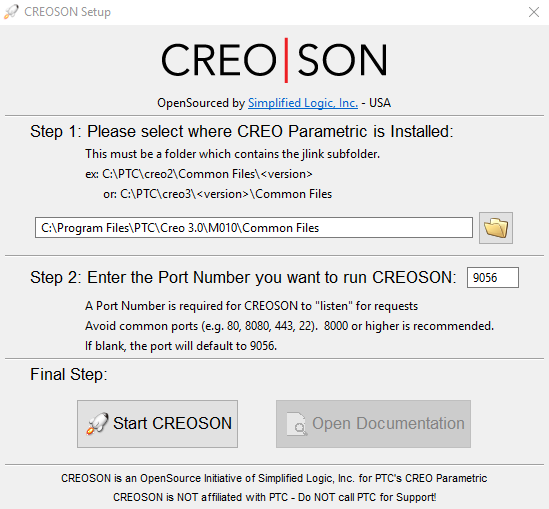 CREOSON Setup
CREO|SON
OpenSourced by Simplified Logic, Inc. - USA
Step 1: Please select where CREO Parametric is Installed:
This must be a folder which contains the jlink subfolder.
ex: C:\PTC\creo2\Common Files\<version>
or: C:\PTC\creo3\<version>\Common Files
C:\Program Files\PTC\Creo 3.0\M010\Common Files
Step 2: Enter the Port Number you want to run CREOSON: 9056
A Port Number is required for CREOSON to "listen" for requests
Avoid common ports (e.g. 80, 8080, 443, 22).  8000 or higher is recommended.
If blank, the port will default to 9056.
Final Step:
Start CREOSON Open Documentation
CREOSON is an OpenSource Initiative of Simplified Logic, Inc. for PTC's CREO Parametric
CREOSON is NOT affiliated with PTC - Do NOT call PTC for Support!